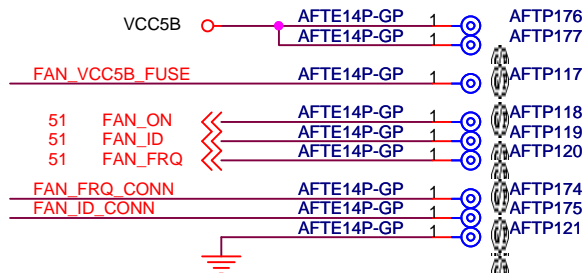 VCC5B AFTE14P-GP 1 AFTP176
AFTE14P-GP 1 AFTP177
FAN_VCC5B_FUSE AFTE14P-GP 1 AFTP117
51 FAN_ON AFTE14P-GP 1 AFTP118
51 FAN_ID AFTE14P-GP 1 AFTP119
51 FAN_FRQ AFTE14P-GP 1 AFTP120
FAN_FRQ_CONN AFTE14P-GP 1 AFTP174
FAN_ID_CONN AFTE14P-GP 1 AFTP175
AFTE14P-GP 1 AFTP121